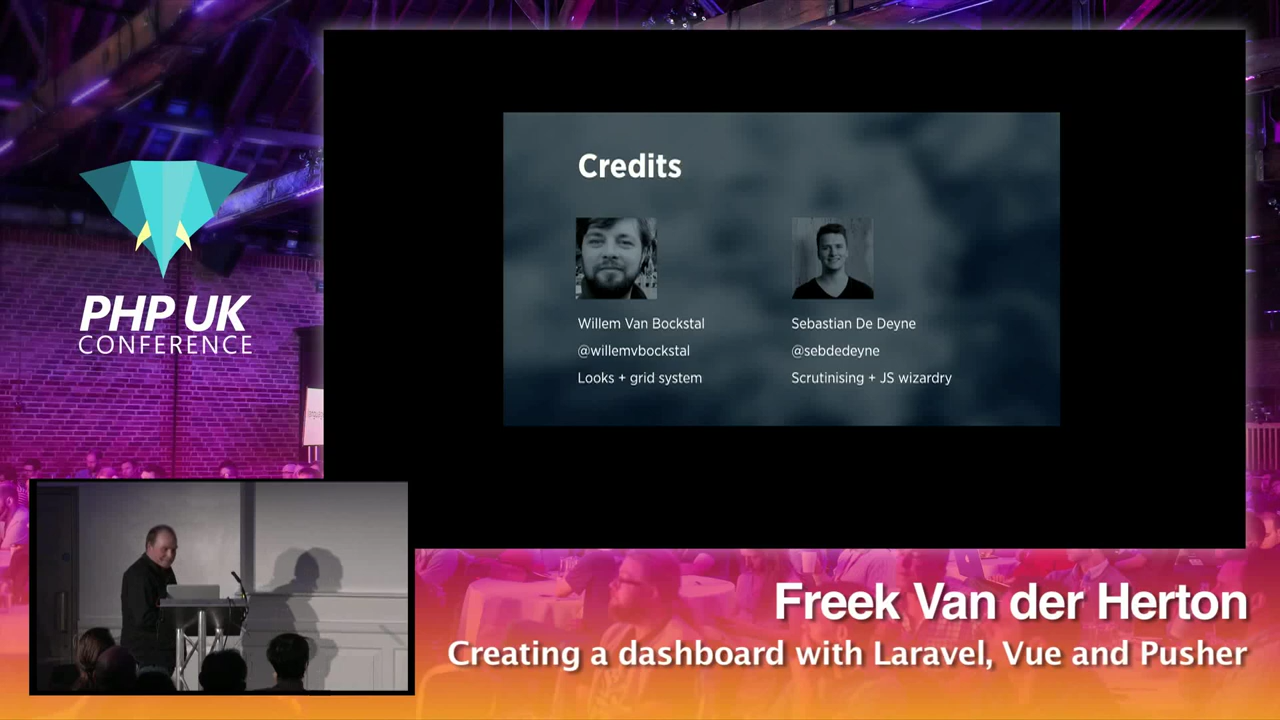 PHP UK
CONFERENCE
Credits
Willem Van Bockstal
@willemvbockstal
Looks + grid system
Sebastian De Deyne
@sebdedeyne
Scrutinising + JS wizardry
Freek Van der Herton
Creating a dashboard with Laravel, Vue and Pusher